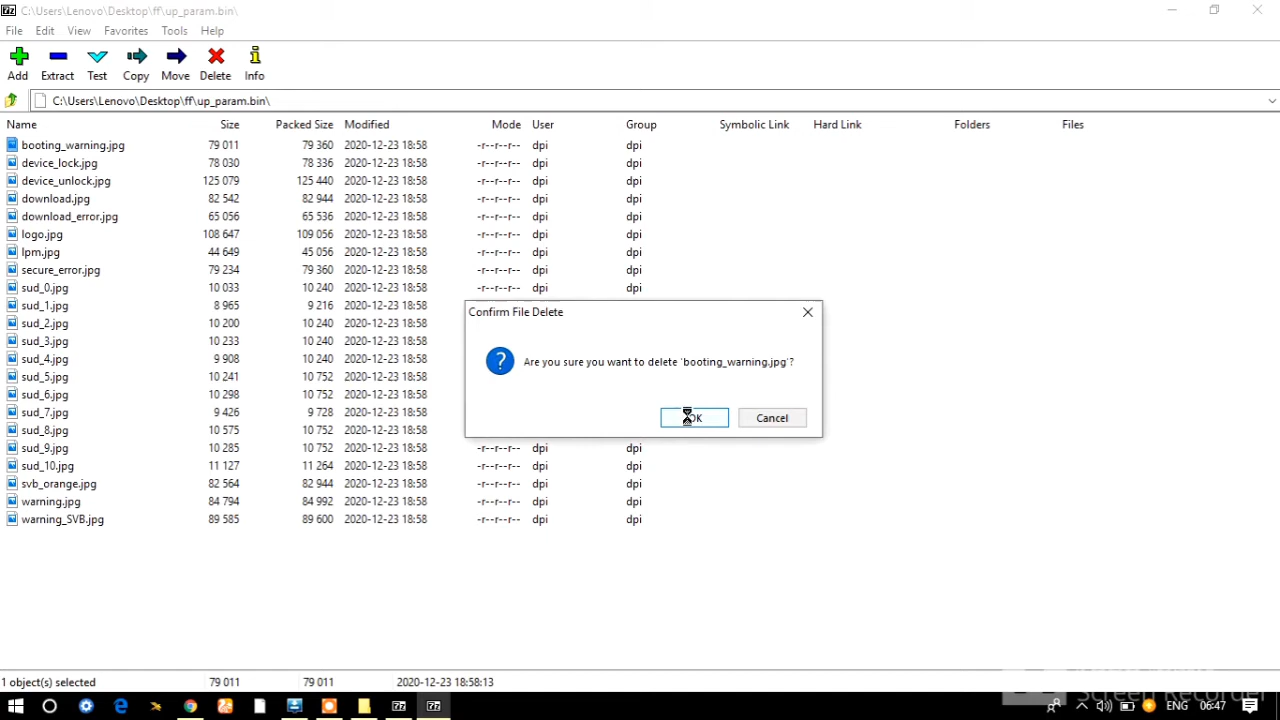 C:\Users\Lenovo\Desktop\ff\up_param.bin\
File Edit View Favorites Tools Help
Add Extract Test Copy Move Delete Info
C:\Users\Lenovo\Desktop\ff\up_param.bin\
Name Size Packed Size Modified Mode User Group Symbolic Link Hard Link Folders Files
booting_warning.jpg 79 011 79 360 2020-12-23 18:58 -r--r--r-- dpi dpi
device_lock.jpg 78 030 78 336 2020-12-23 18:58 -r--r--r-- dpi dpi
device_unlock.jpg 125 079 125 440 2020-12-23 18:58 -r--r--r-- dpi dpi
download.jpg 82 542 82 944 2020-12-23 18:58 -r--r--r-- dpi dpi
download_error.jpg 65 056 65 536 2020-12-23 18:58 -r--r--r-- dpi dpi
logo.jpg 108 647 109 056 2020-12-23 18:58 -r--r--r-- dpi dpi
lpm.jpg 44 649 45 056 2020-12-23 18:58 -r--r--r-- dpi dpi
secure_error.jpg 79 234 79 360 2020-12-23 18:58 -r--r--r-- dpi dpi
sud_0.jpg 10 033 10 240 2020-12-23 18:58 -r--r--r-- dpi dpi
sud_1.jpg 8 965 9 216 2020-12-23 18:58
sud_2.jpg 10 200 10 240 2020-12-23 18:58
sud_3.jpg 10 233 10 240 2020-12-23 18:58
sud_4.jpg 9 908 10 240 2020-12-23 18:58
sud_5.jpg 10 241 10 752 2020-12-23 18:58
sud_6.jpg 10 298 10 752 2020-12-23 18:58
sud_7.jpg 9 426 9 728 2020-12-23 18:58
sud_8.jpg 10 575 10 752 2020-12-23 18:58
sud_9.jpg 10 285 10 752 2020-12-23 18:58 -r--r--r-- dpi dpi
sud_10.jpg 11 127 11 264 2020-12-23 18:58 -r--r--r-- dpi dpi
svb_orange.jpg 82 564 82 944 2020-12-23 18:58 -r--r--r-- dpi dpi
warning.jpg 84 794 84 992 2020-12-23 18:58 -r--r--r-- dpi dpi
warning_SVB.jpg 89 585 89 600 2020-12-23 18:58 -r--r--r-- dpi dpi
Confirm File Delete
Are you sure you want to delete 'booting_warning.jpg'?
OK Cancel
1 object(s) selected 79 011 79 011 2020-12-23 18:58:13
Screen Recorder
ENG 06:47